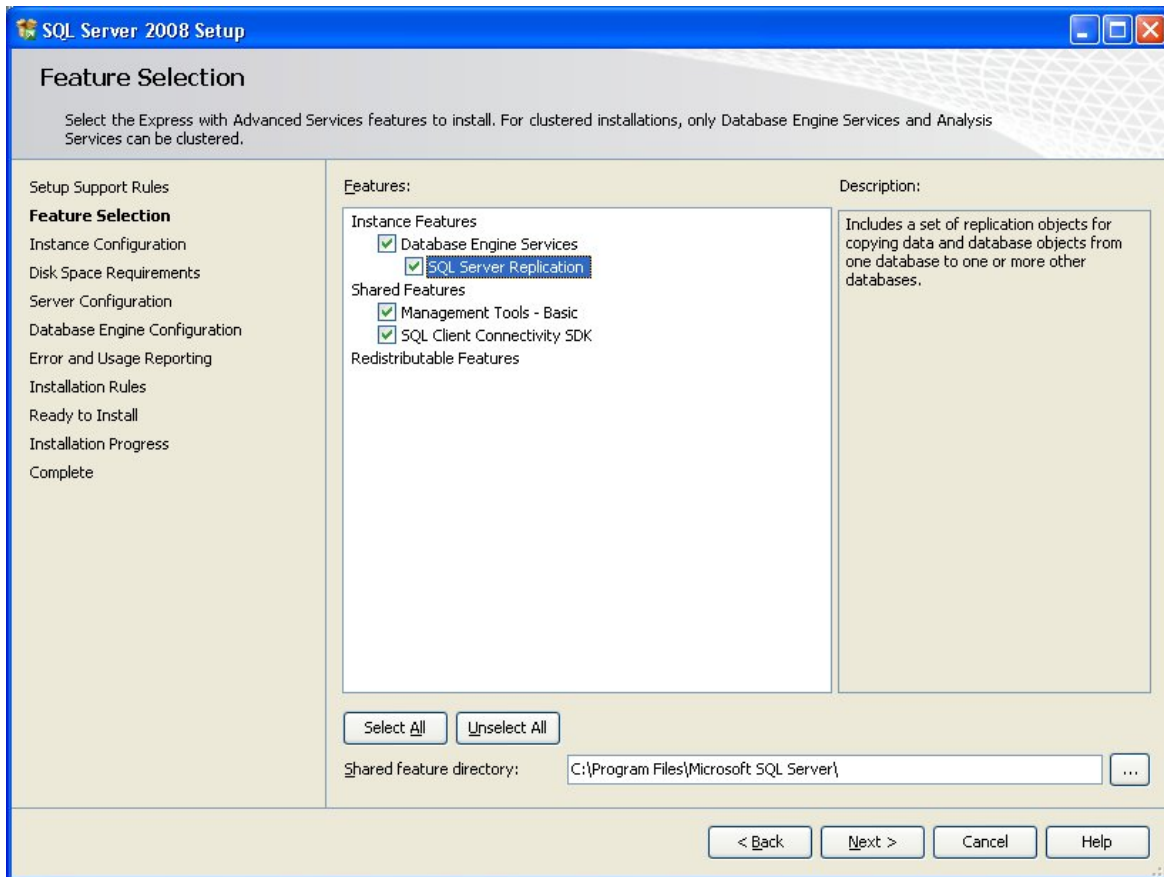 SQL Server 2008 Setup
Feature Selection
Select the Express with Advanced Services features to install. For clustered installations, only Database Engine Services and Analysis
Services can be clustered.
Setup Support Rules
Feature Selection
Instance Configuration
Disk Space Requirements
Server Configuration
Database Engine Configuration
Error and Usage Reporting
Installation Rules
Ready to Install
Installation Progress
Complete
Features:
Instance Features
Database Engine Services
SQL Server Replication
Shared Features
Management Tools - Basic
SQL Client Connectivity SDK
Redistributable Features
Description:
Includes a set of replication objects for
copying data and database objects from
one database to one or more other
databases.
Select All
Unselect All
Shared feature directory:
C:\Program Files\Microsoft SQL Server\
...
< Back
Next >
Cancel
Help